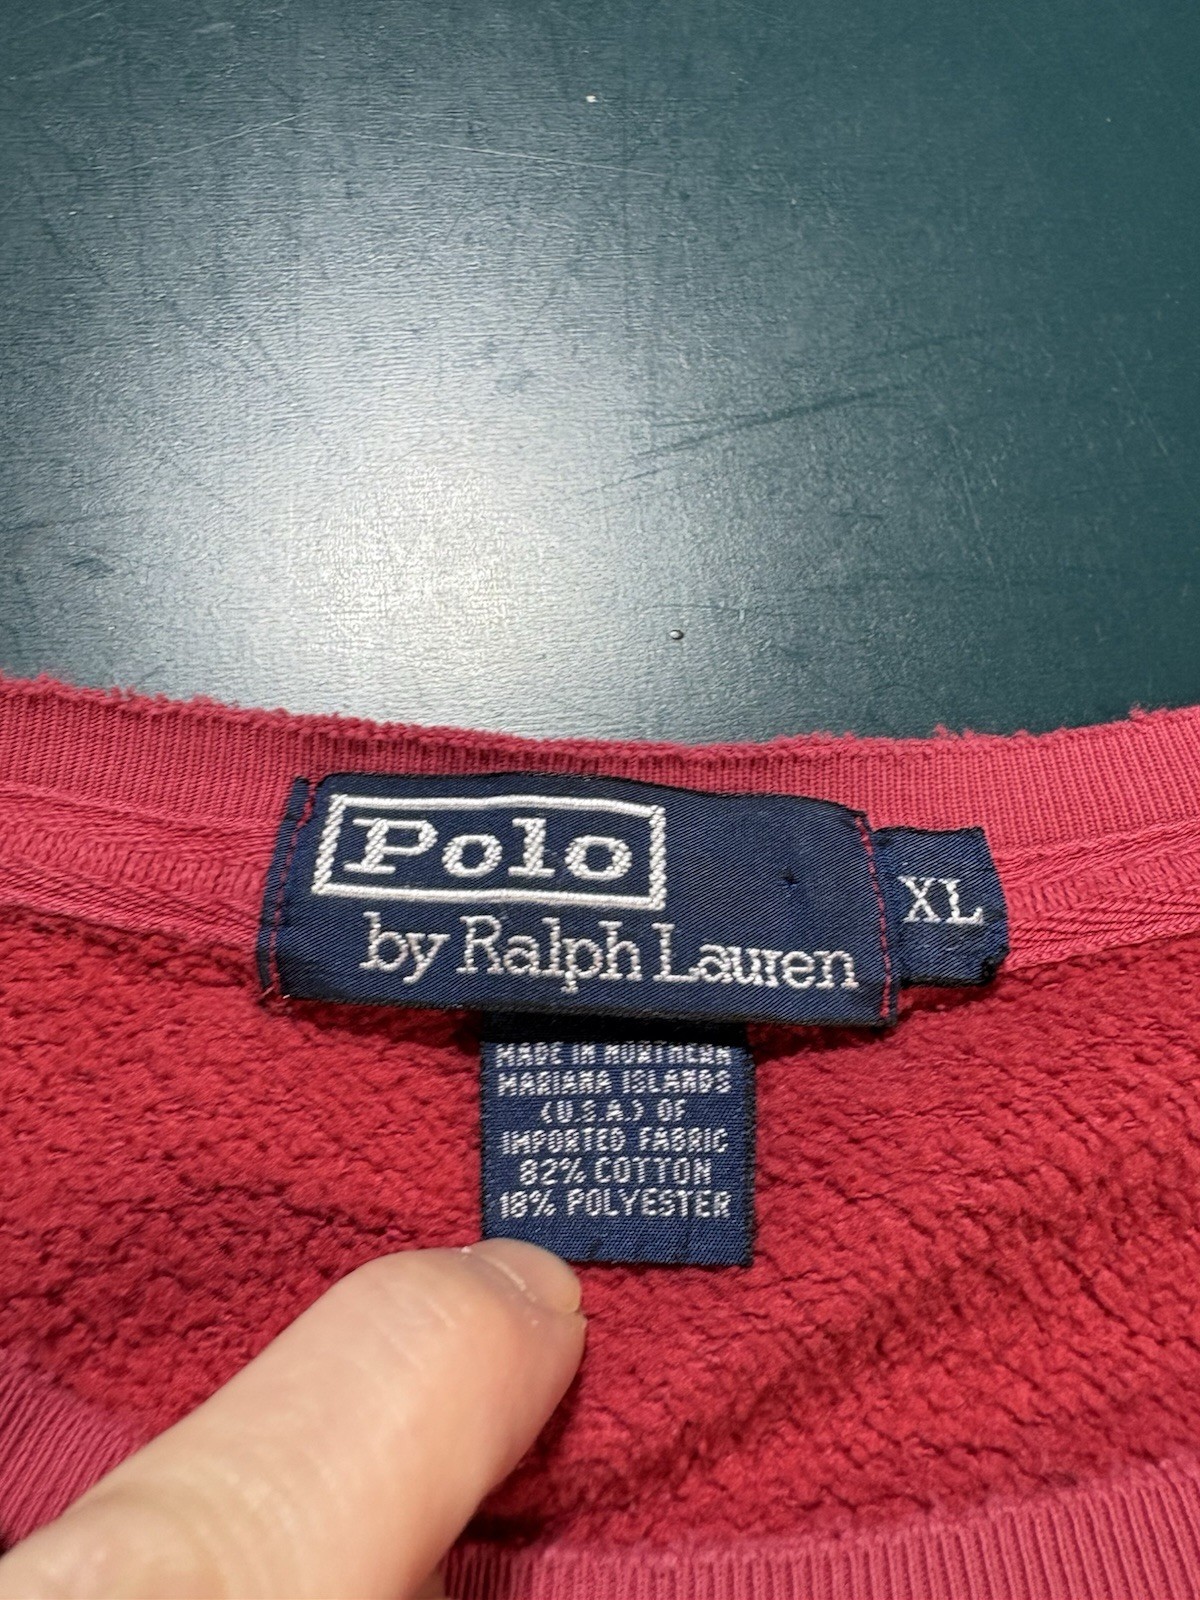 Polo
by Ralph Lauren
XL
MADE IN NORTHERN
MARIANA ISLANDS
(U.S.A.) OF
IMPORTED FABRIC
82% COTTON
18% POLYESTER